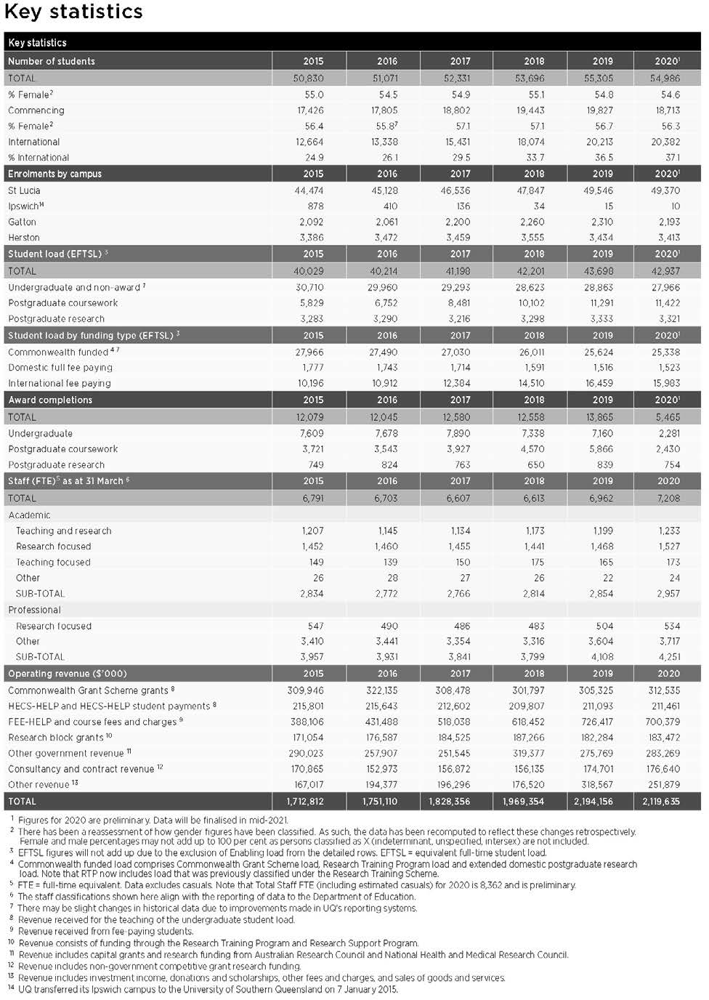 Key statistics
Key statistics
Number of students 2015 2016 2017 2018 2019 2020¹
TOTAL 50,830 51,071 52,331 53,696 55,305 54,986
% Female² 55.0 54.5 54.9 55.1 54.8 54.6
Commencing 17,426 17,805 18,802 19,443 19,827 18,713
% Female² 56.4 55.8⁷ 57.1 57.1 56.7 56.3
International 12,664 13,338 15,431 18,074 20,213 20,382
% International 24.9 26.1 29.5 33.7 36.5 37.1
Enrolments by campus 2015 2016 2017 2018 2019 2020¹
St Lucia 44,474 45,128 46,536 47,847 49,546 49,370
Ipswich¹⁴ 878 410 136 34 15 10
Gatton 2,092 2,061 2,200 2,260 2,310 2,193
Herston 3,386 3,472 3,459 3,555 3,434 3,413
Student load (EFTSL) ³ 2015 2016 2017 2018 2019 2020¹
TOTAL 40,029 40,214 41,198 42,201 43,698 42,937
Undergraduate and non-award ⁷ 30,710 29,960 29,293 28,623 28,863 27,966
Postgraduate coursework 5,829 6,752 8,481 10,102 11,291 11,422
Postgraduate research 3,283 3,290 3,216 3,298 3,333 3,321
Student load by funding type (EFTSL) ³ 2015 2016 2017 2018 2019 2020¹
Commonwealth funded ⁴ ⁷ 27,966 27,490 27,030 26,011 25,624 25,338
Domestic full fee paying 1,777 1,743 1,714 1,591 1,516 1,523
International fee paying 10,196 10,912 12,384 14,510 16,459 15,983
Award completions 2015 2016 2017 2018 2019 2020¹
TOTAL 12,079 12,045 12,580 12,558 13,865 5,465
Undergraduate 7,609 7,678 7,890 7,338 7,160 2,281
Postgraduate coursework 3,721 3,543 3,927 4,570 5,866 2,430
Postgraduate research 749 824 763 650 839 754
Staff (FTE)⁵ as at 31 March ⁶ 2015 2016 2017 2018 2019 2020
TOTAL 6,791 6,703 6,607 6,613 6,962 7,208
Academic
Teaching and research 1,207 1,145 1,134 1,173 1,199 1,233
Research focused 1,452 1,460 1,455 1,441 1,468 1,527
Teaching focused 149 139 150 175 165 173
Other 26 28 27 26 22 24
SUB-TOTAL 2,834 2,772 2,766 2,814 2,854 2,957
Professional
Research focused 547 490 486 483 504 534
Other 3,410 3,441 3,354 3,316 3,604 3,717
SUB-TOTAL 3,957 3,931 3,841 3,799 4,108 4,251
Operating revenue ($'000) 2015 2016 2017 2018 2019 2020
Commonwealth Grant Scheme grants ⁸ 309,946 322,135 308,478 301,797 305,325 312,535
HECS-HELP and HECS-HELP student payments ⁸ 215,801 215,643 212,602 209,807 211,093 211,461
FEE-HELP and course fees and charges ⁹ 388,106 431,488 518,038 618,452 726,417 700,379
Research block grants ¹⁰ 171,054 176,587 184,525 187,266 182,284 183,472
Other government revenue ¹¹ 290,023 257,907 251,545 319,377 275,769 283,269
Consultancy and contract revenue ¹² 170,865 152,973 156,872 156,135 174,701 176,640
Other revenue ¹³ 167,017 194,377 196,296 176,520 318,567 251,879
TOTAL 1,712,812 1,751,110 1,828,356 1,969,354 2,194,156 2,119,635
¹ Figures for 2020 are preliminary. Data will be finalised in mid-2021.
² There has been a reassessment of how gender figures have been classified. As such, the data has been recomputed to reflect these changes retrospectively.
Female and male percentages may not add up to 100 per cent as persons classified as X (indeterminant, unspecified, intersex) are not included.
³ EFTSL figures will not add up due to the exclusion of Enabling load from the detailed rows. EFTSL = equivalent full-time student load.
⁴ Commonwealth funded load comprises Commonwealth Grant Scheme load, Research Training Program load and extended domestic postgraduate research
load. Note that RTP now includes load that was previously classified under the Research Training Scheme.
⁵ FTE = full-time equivalent. Data excludes casuals. Note that Total Staff FTE (including estimated casuals) for 2020 is 8,362 and is preliminary.
⁶ The staff classifications shown here align with the reporting of data to the Department of Education.
⁷ There may be slight changes in historical data due to improvements made in UQ's reporting systems.
⁸ Revenue received for the teaching of the undergraduate student load.
⁹ Revenue received from fee-paying students.
¹⁰ Revenue consists of funding through the Research Training Program and Research Support Program.
¹¹ Revenue includes capital grants and research funding from Australian Research Council and National Health and Medical Research Council.
¹² Revenue includes non-government competitive grant research funding.
¹³ Revenue includes investment income, donations and scholarships, other fees and charges, and sales of goods and services.
¹⁴ UQ transferred its Ipswich campus to the University of Southern Queensland on 7 January 2015.